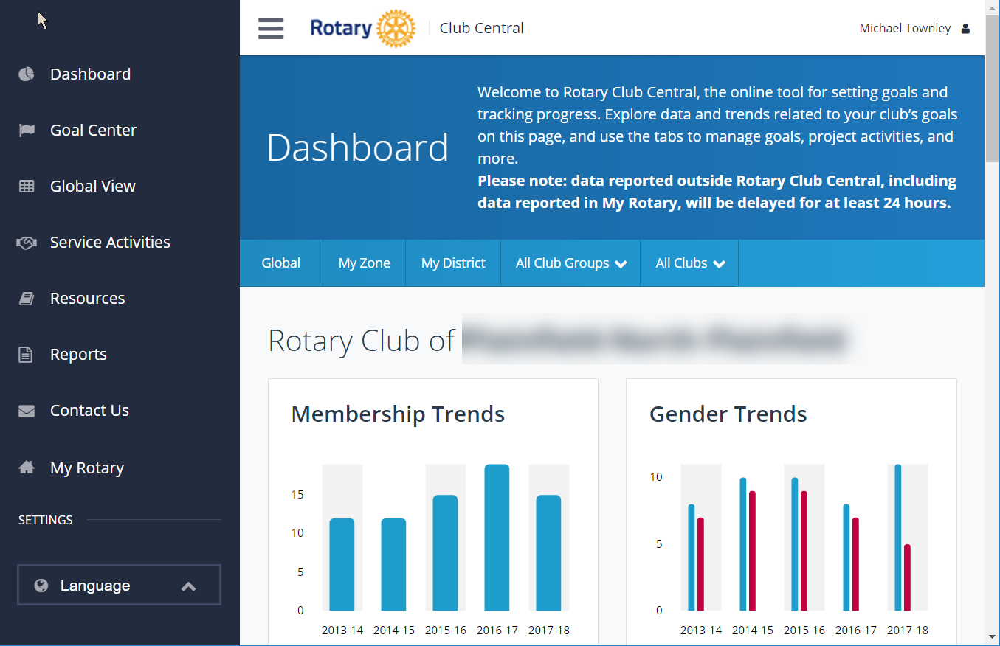 Dashboard
Goal Center
Global View
Service Activities
Resources
Reports
Contact Us
My Rotary
SETTINGS
Language
Rotary
Club Central
Michael Townley
Dashboard
Welcome to Rotary Club Central, the online tool for setting goals and
tracking progress. Explore data and trends related to your club’s goals
on this page, and use the tabs to manage goals, project activities, and
more.
Please note: data reported outside Rotary Club Central, including
data reported in My Rotary, will be delayed for at least 24 hours.
Global My Zone My District All Club Groups All Clubs
Rotary Club of
Membership Trends
15
10
5
0
2013-14 2014-15 2015-16 2016-17 2017-18
Gender Trends
10
5
0
2013-14 2014-15 2015-16 2016-17 2017-18